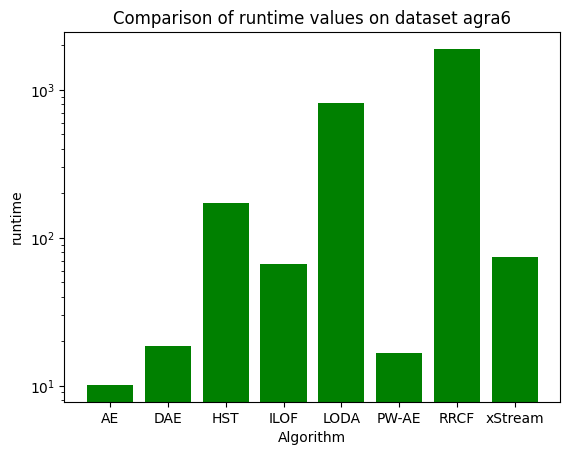 Comparison of runtime values on dataset agra6
runtime
10³
10²
10¹
AE DAE HST ILOF LODA PW-AE RRCF xStream
Algorithm